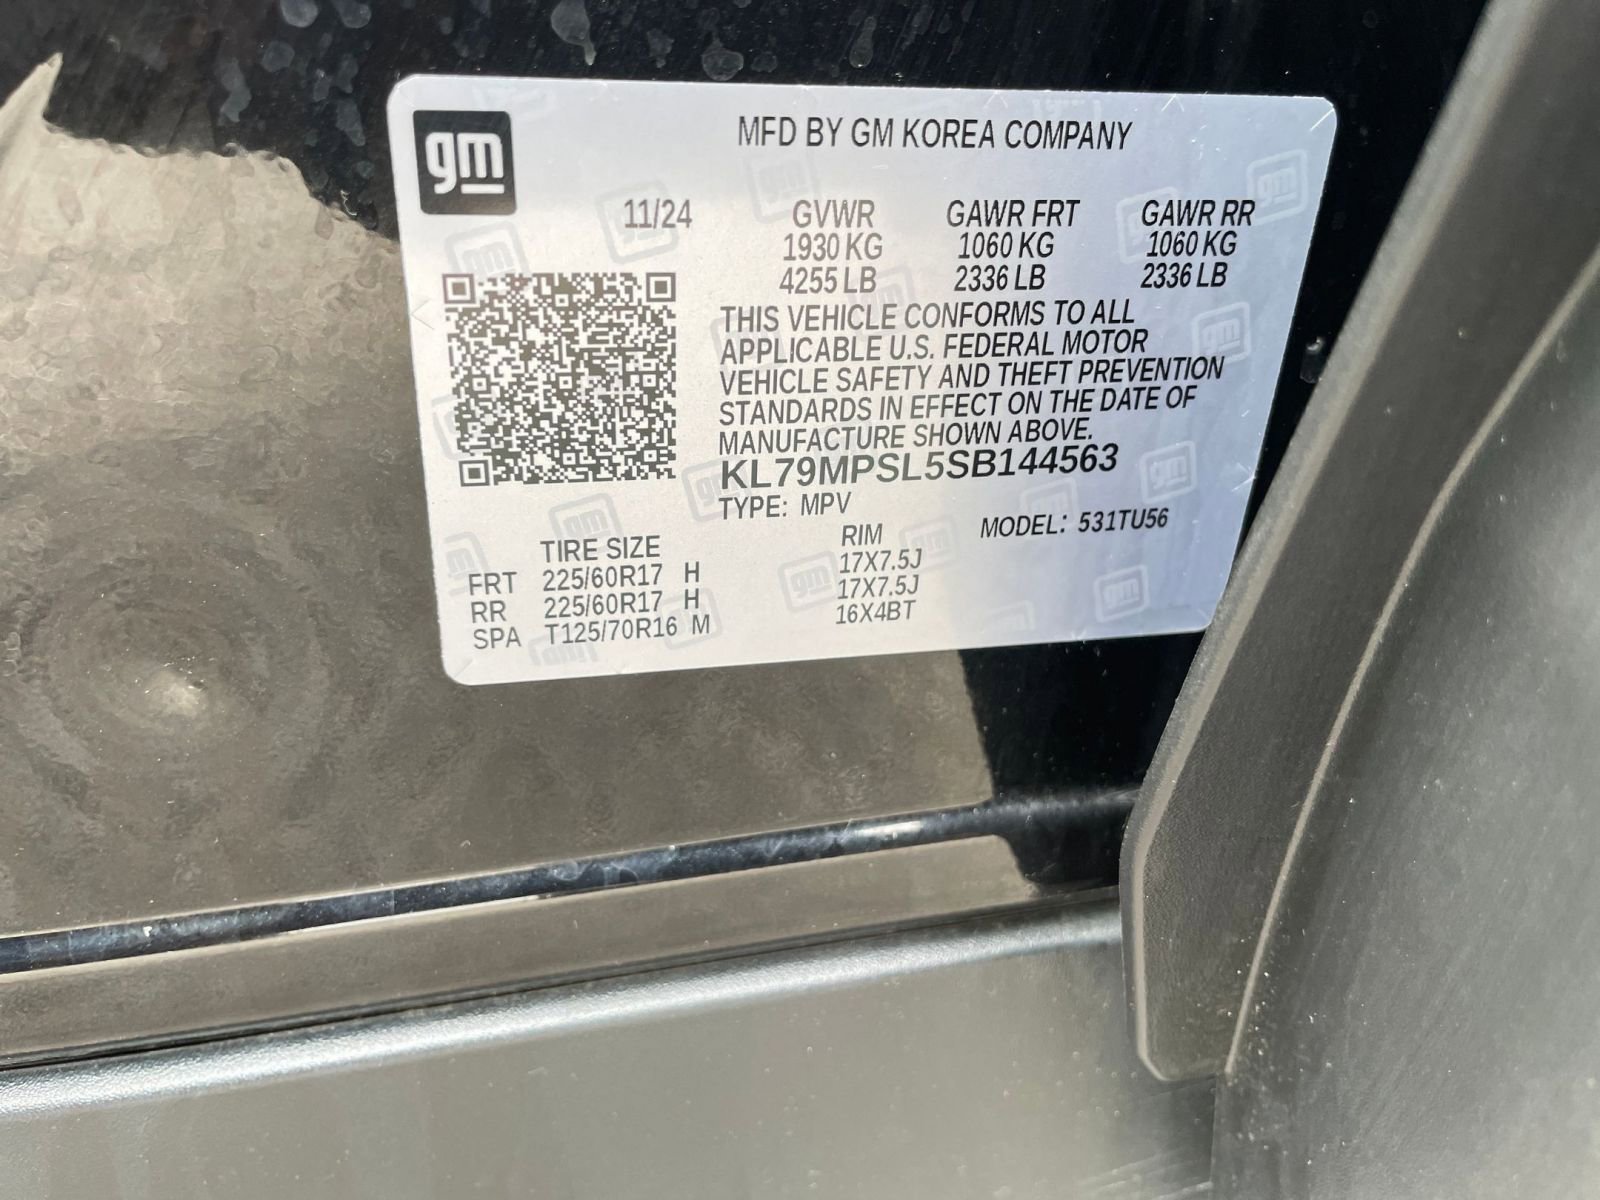 gm
MFD BY GM KOREA COMPANY
11/24 GVWR GAWR FRT GAWR RR
1930 KG 1060 KG 1060 KG
4255 LB 2336 LB 2336 LB
THIS VEHICLE CONFORMS TO ALL
APPLICABLE U.S. FEDERAL MOTOR
VEHICLE SAFETY AND THEFT PREVENTION
STANDARDS IN EFFECT ON THE DATE OF
MANUFACTURE SHOWN ABOVE.
KL79MPSL5SB144563
TYPE: MPV MODEL: 531TU56
TIRE SIZE RIM
FRT 225/60R17 H 17X7.5J
RR 225/60R17 H 17X7.5J
SPA T125/70R16 M 16X4BT